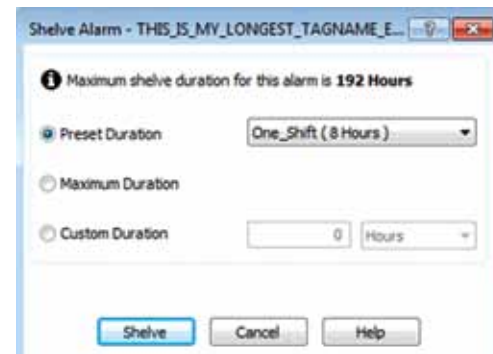 Shelve Alarm - THIS_IS_MY_LONGEST_TAGNAME_E...
Maximum shelve duration for this alarm is 192 Hours
Preset Duration One_Shift ( 8 Hours )
Maximum Duration
Custom Duration 0 Hours
Shelve Cancel Help